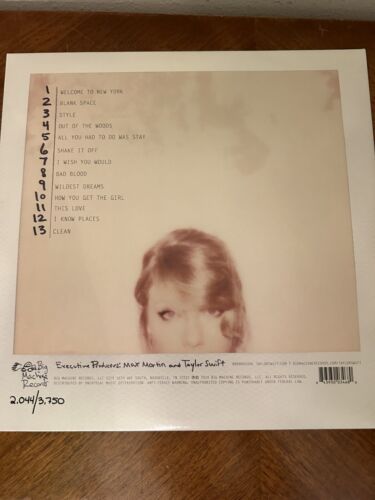 1 WELCOME TO NEW YORK
2 BLANK SPACE
3 STYLE
4 OUT OF THE WOODS
5 ALL YOU HAD TO DO WAS STAY
6 SHAKE IT OFF
7 I WISH YOU WOULD
8 BAD BLOOD
9 WILDEST DREAMS
10 HOW YOU GET THE GIRL
11 THIS LOVE
12 I KNOW PLACES
13 CLEAN
Big Machine Records
Executive Producers: Max Martin and Taylor Swift
2.044/3,750